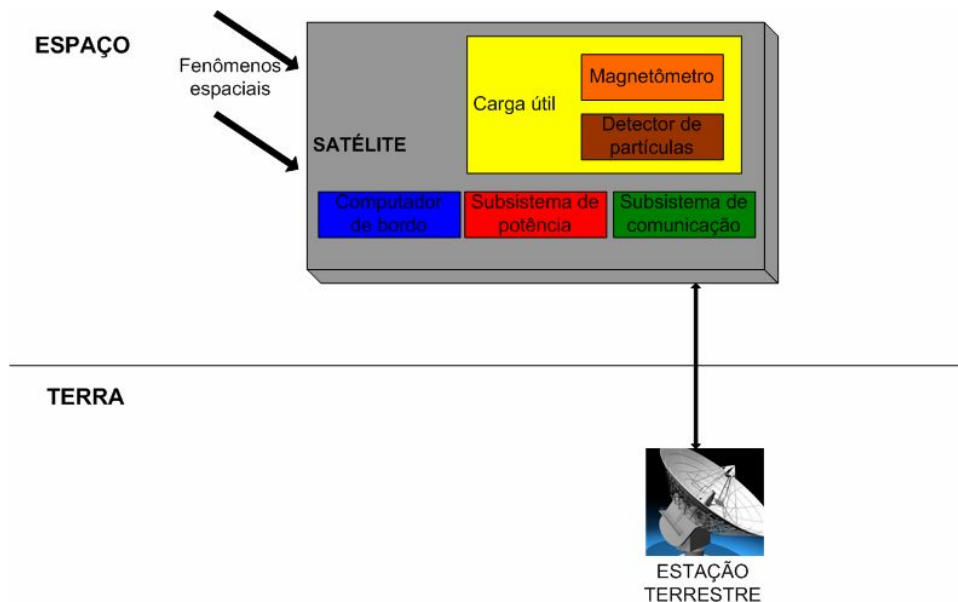 ESPAÇO
Fenômenos
espaciais
SATÉLITE
Carga útil
Magnetômetro
Detector de
partículas
Computador
de bordo
Subsistema de
potência
Subsistema de
comunicação
TERRA
ESTAÇÃO
TERRESTRE